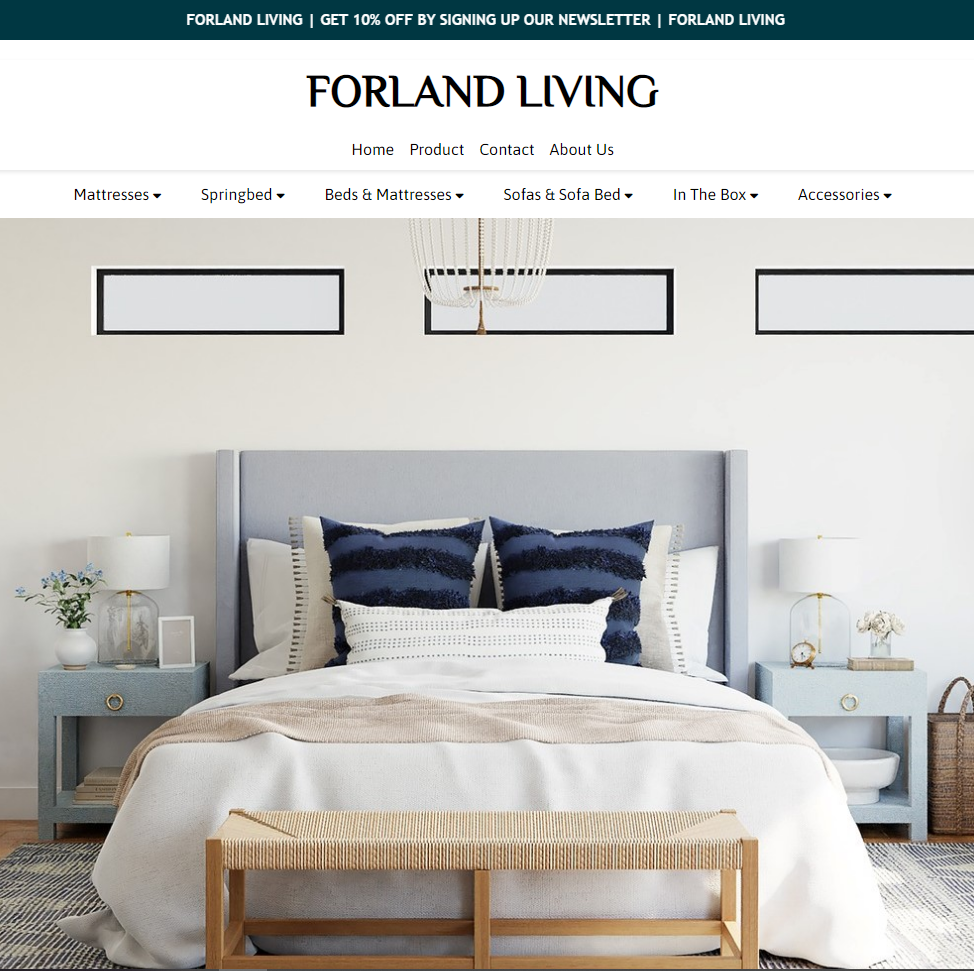 FORLAND LIVING | GET 10% OFF BY SIGNING UP OUR NEWSLETTER | FORLAND LIVING
FORLAND LIVING
Home Product Contact About Us
Mattresses Springbed Beds & Mattresses Sofas & Sofa Bed In The Box Accessories